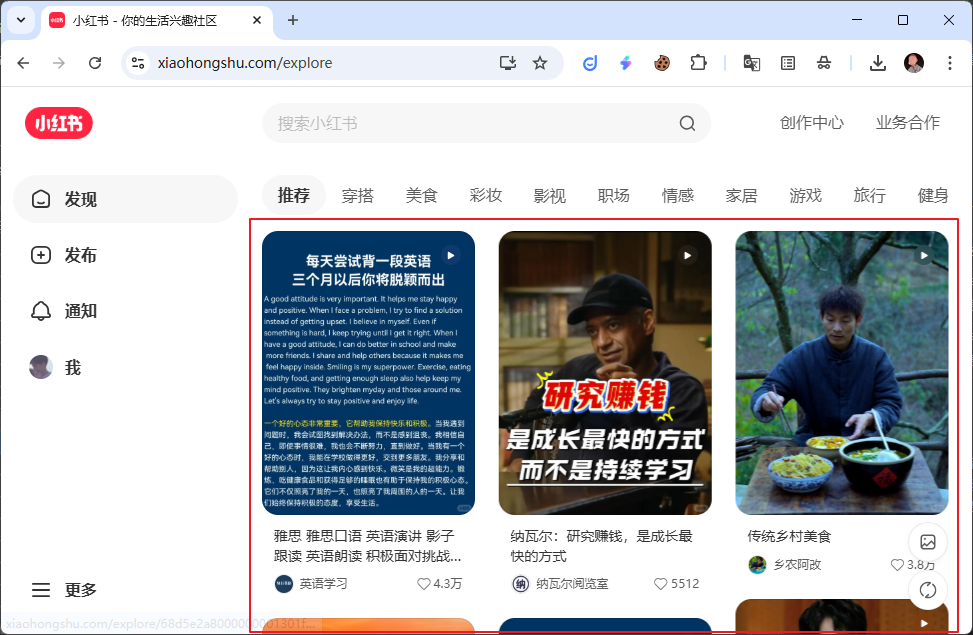 小红书 - 你的生活兴趣社区
xiaohongshu.com/explore
小红书
搜索小红书
创作中心
业务合作
发现
发布
通知
我
更多
推荐
穿搭
美食
彩妆
影视
职场
情感
家居
游戏
旅行
健身
每天尝试背一段英语
三个月以后你将脱颖而出
A good attitude is very important. It helps me stay happy
and positive. When I face a problem, I try to find a solution
instead of getting upset. I believe in myself. Even if
something is hard, I keep trying until I get it right. When I
have a good attitude, I can do better in school and make
more friends. I share and help others because it makes me
feel happy inside. Smiling is my superpower. Exercise, eating
healthy food, and getting enough sleep also help keep my
mind positive. They brighten myday and those around me.
Let's always try to stay positive and enjoy life.
一个好的心态非常重要，它帮助我保持快乐和积极。当我遇到
问题时，我会试图找到解决办法，而不是感到沮丧。我相信自
己，即使事情很难，我也会不断努力，直到做好。当我有一个
好的心态时，我能在学校做得更好，交到更多朋友。我分享和
帮助别人，因为这让我内心感到快乐。微笑是我的超能力。锻
炼、吃健康食品和获得足够的睡眠也有助于保持我的积极心态。
它们不仅照亮了我的一天，也照亮了我周围的人的一天。让我
们始终保持积极的态度，享受生活。
雅思 雅思口语 英语演讲 影子
跟读 英语朗读 积极面对挑战...
英语学习
4.3万
研究赚钱
是成长最快的方式
而不是持续学习
纳瓦尔：研究赚钱，是成长最
快的方式
纳
纳瓦尔阅览室
5512
传统乡村美食
乡农阿改
3.8万